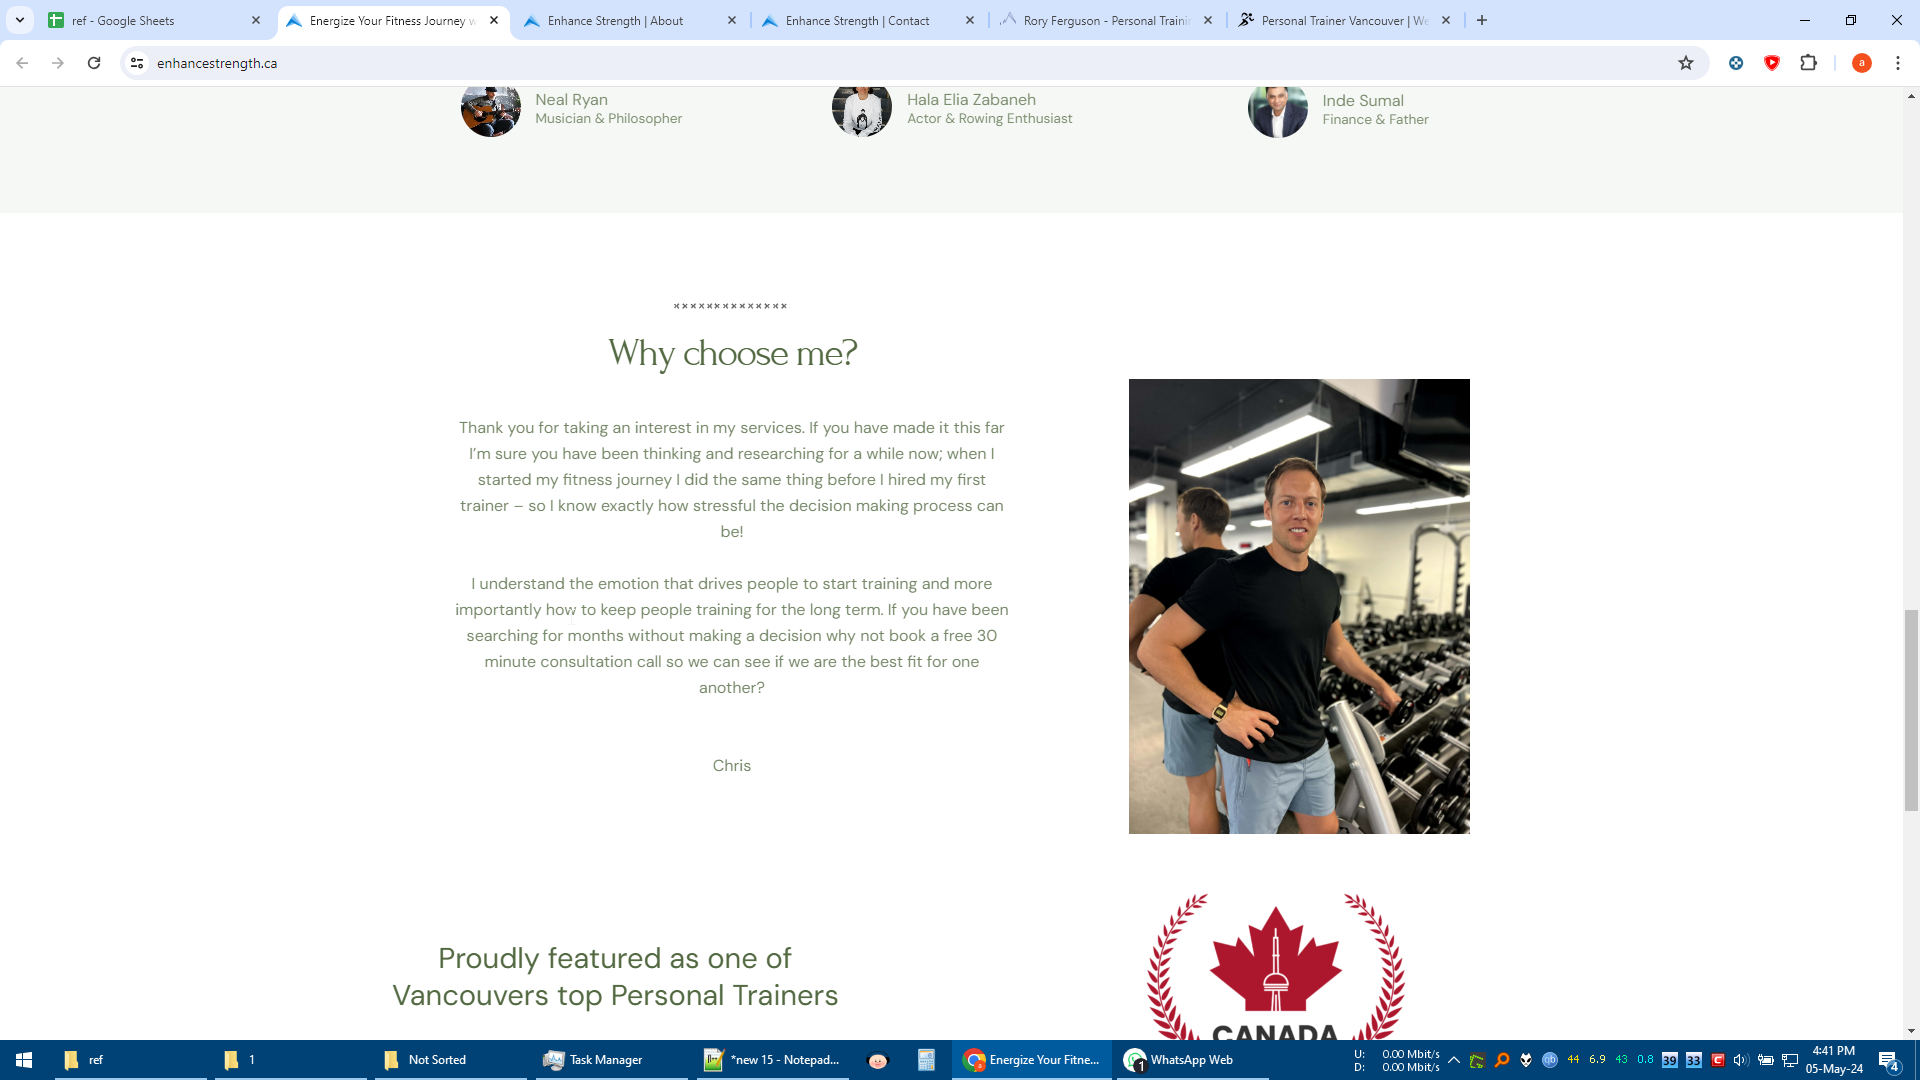 ref - Google Sheets
Energize Your Fitness Journey w
Enhance Strength | About
Enhance Strength | Contact
Rory Ferguson - Personal Traini
Personal Trainer Vancouver | We
enhancestrength.ca
a
Neal Ryan
Musician & Philosopher
Hala Elia Zabaneh
Actor & Rowing Enthusiast
Inde Sumal
Finance & Father
Why choose me?
Thank you for taking an interest in my services. If you have made it this far
I’m sure you have been thinking and researching for a while now; when I
started my fitness journey I did the same thing before I hired my first
trainer – so I know exactly how stressful the decision making process can
be!
I understand the emotion that drives people to start training and more
importantly how to keep people training for the long term. If you have been
searching for months without making a decision why not book a free 30
minute consultation call so we can see if we are the best fit for one
another?
Chris
Proudly featured as one of
Vancouvers top Personal Trainers
CANADA
ref
1
Not Sorted
Task Manager
*new 15 - Notepad...
Energize Your Fitne...
1
WhatsApp Web
U: 0.00 Mbit/s
D: 0.00 Mbit/s
44 6.9 43 0.8 39 33
4:41 PM
05-May-24
4